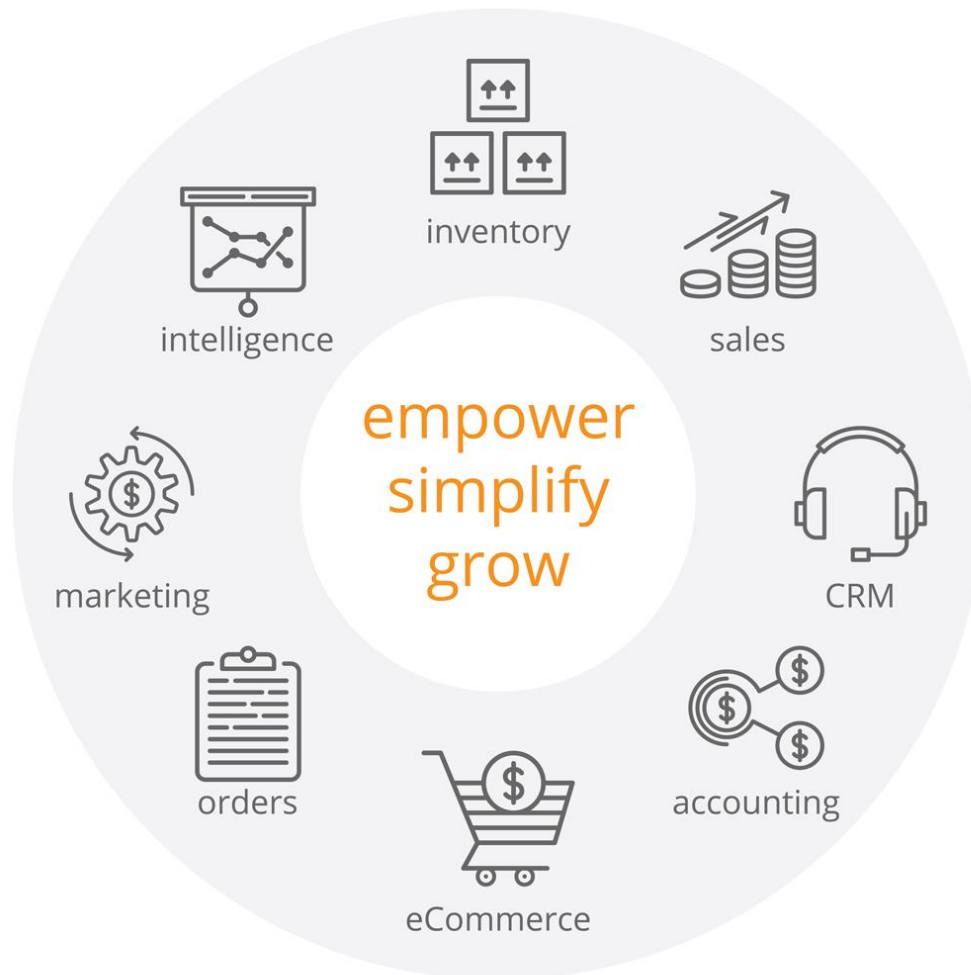 inventory
sales
CRM
accounting
eCommerce
orders
marketing
intelligence
empower
simplify
grow